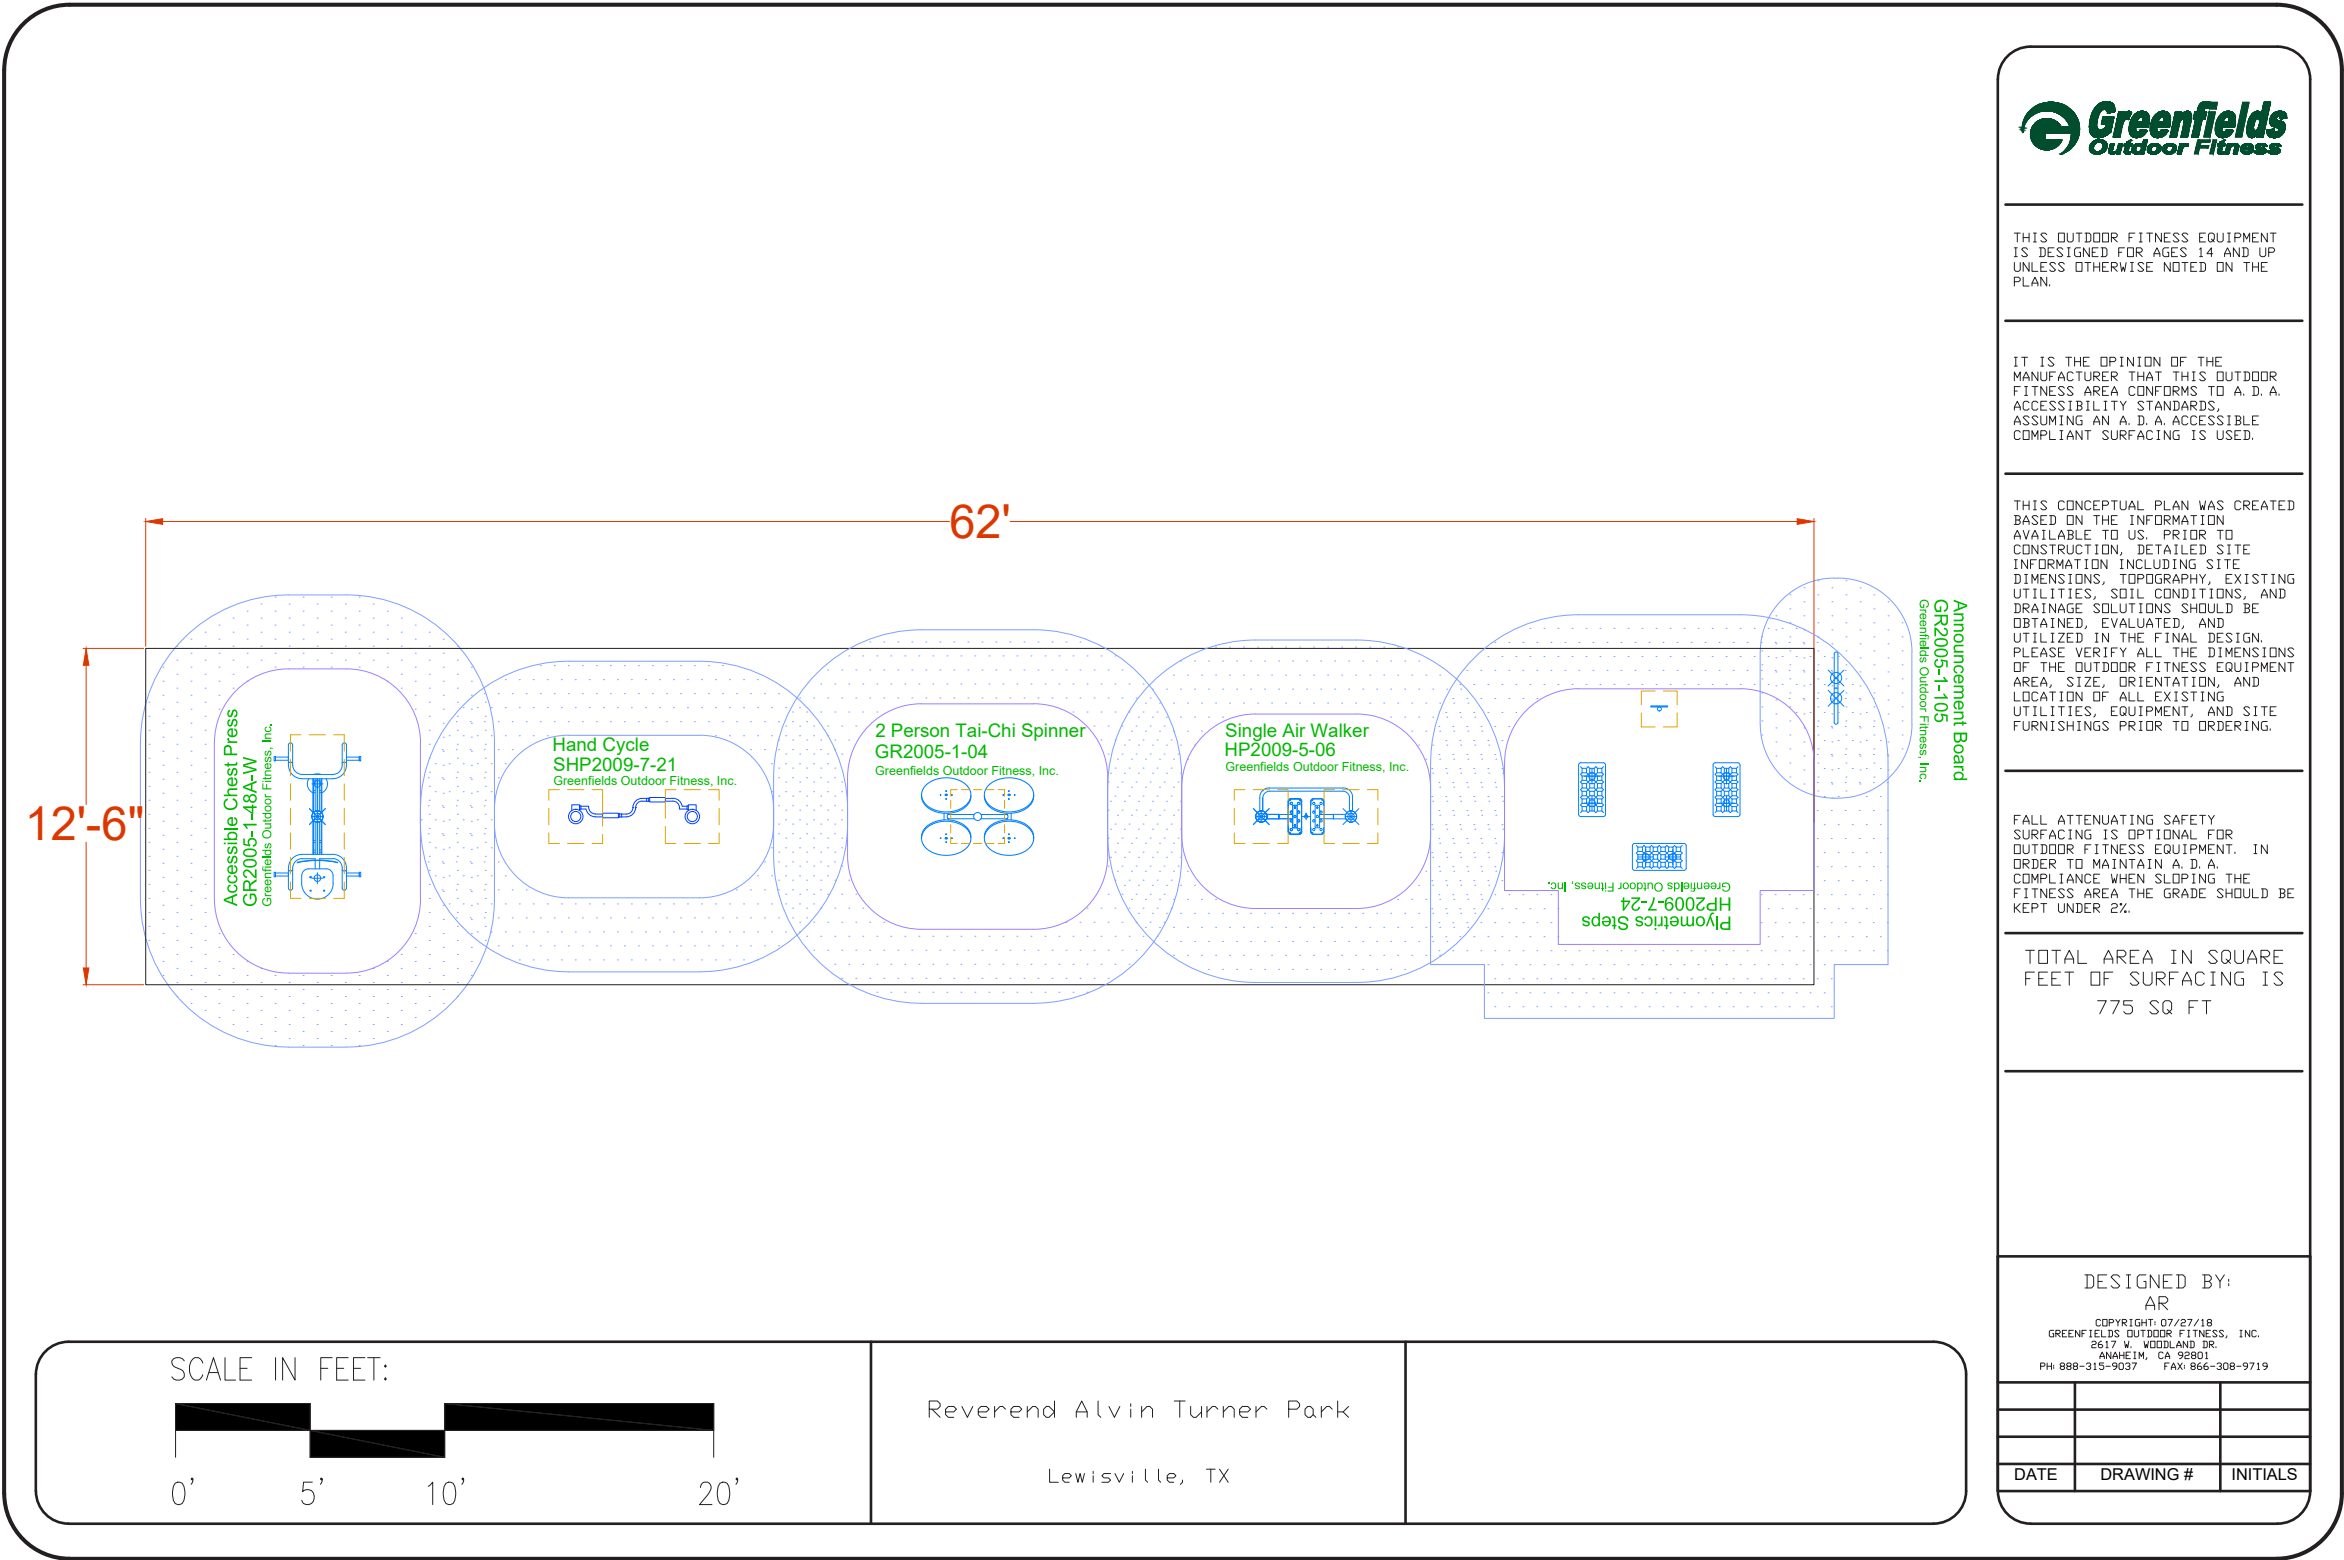 62'
12'-6"
Accessible Chest Press
GR2005-1-48A-W
Greenfields Outdoor Fitness, Inc.
Hand Cycle
SHP2009-7-21
Greenfields Outdoor Fitness, Inc.
2 Person Tai-Chi Spinner
GR2005-1-04
Greenfields Outdoor Fitness, Inc.
Single Air Walker
HP2009-5-06
Greenfields Outdoor Fitness, Inc.
Plyometrics Steps
HP2009-7-24
Greenfields Outdoor Fitness, Inc.
Announcement Board
GR2005-1-105
Greenfields Outdoor Fitness, Inc.
SCALE IN FEET:
0' 5' 10' 20'
Reverend Alvin Turner Park
Lewisville, TX
Greenfields
Outdoor Fitness
THIS OUTDOOR FITNESS EQUIPMENT
IS DESIGNED FOR AGES 14 AND UP
UNLESS OTHERWISE NOTED ON THE
PLAN.
IT IS THE OPINION OF THE
MANUFACTURER THAT THIS OUTDOOR
FITNESS AREA CONFORMS TO A.D.A.
ACCESSIBILITY STANDARDS,
ASSUMING AN A.D.A. ACCESSIBLE
COMPLIANT SURFACING IS USED.
THIS CONCEPTUAL PLAN WAS CREATED
BASED ON THE INFORMATION
AVAILABLE TO US. PRIOR TO
CONSTRUCTION, DETAILED SITE
INFORMATION INCLUDING SITE
DIMENSIONS, TOPOGRAPHY, EXISTING
UTILITIES, SOIL CONDITIONS, AND
DRAINAGE SOLUTIONS SHOULD BE
OBTAINED, EVALUATED, AND
UTILIZED IN THE FINAL DESIGN.
PLEASE VERIFY ALL THE DIMENSIONS
OF THE OUTDOOR FITNESS EQUIPMENT
AREA, SIZE, ORIENTATION, AND
LOCATION OF ALL EXISTING
UTILITIES, EQUIPMENT, AND SITE
FURNISHINGS PRIOR TO ORDERING.
FALL ATTENUATING SAFETY
SURFACING IS OPTIONAL FOR
OUTDOOR FITNESS EQUIPMENT. IN
ORDER TO MAINTAIN A.D.A.
COMPLIANCE WHEN SLOPING THE
FITNESS AREA THE GRADE SHOULD BE
KEPT UNDER 2%.
TOTAL AREA IN SQUARE
FEET OF SURFACING IS
775 SQ FT
DESIGNED BY:
AR
COPYRIGHT: 07/27/18
GREENFIELDS OUTDOOR FITNESS, INC.
2617 W. WOODLAND DR.
ANAHEIM, CA 92801
PH: 888-315-9037 FAX: 866-308-9719
DATE DRAWING # INITIALS